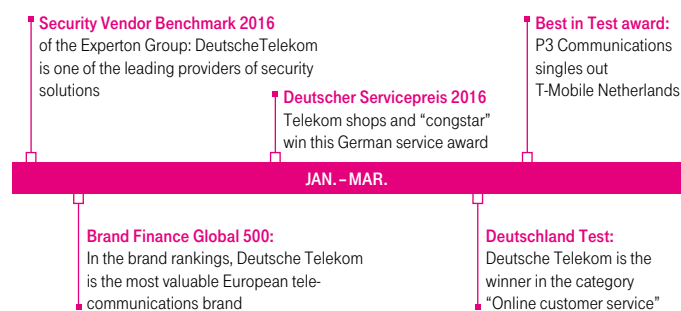 Security Vendor Benchmark 2016
of the Experton Group: DeutscheTelekom
is one of the leading providers of security
solutions
Deutscher Servicepreis 2016
Telekom shops and “congstar”
win this German service award
Best in Test award:
P3 Communications
singles out
T-Mobile Netherlands
JAN. – MAR.
Brand Finance Global 500:
In the brand rankings, Deutsche Telekom
is the most valuable European tele-
communications brand
Deutschland Test:
Deutsche Telekom is the
winner in the category
“Online customer service”